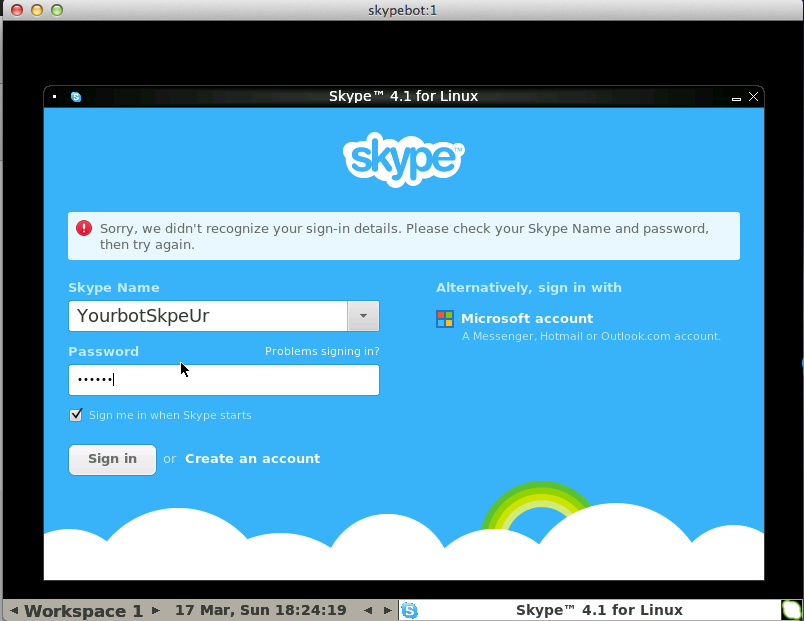 skypebot:1
Skype™ 4.1 for Linux
skype™
Sorry, we didn't recognize your sign-in details. Please check your Skype Name and password,
then try again.
Skype Name
YourbotSkpeUr
Password
Problems signing in?
••••••
Sign me in when Skype starts
Sign in
or
Create an account
Alternatively, sign in with
Microsoft account
A Messenger, Hotmail or Outlook.com account.
Workspace 1
17 Mar, Sun 18:24:19
Skype™ 4.1 for Linux